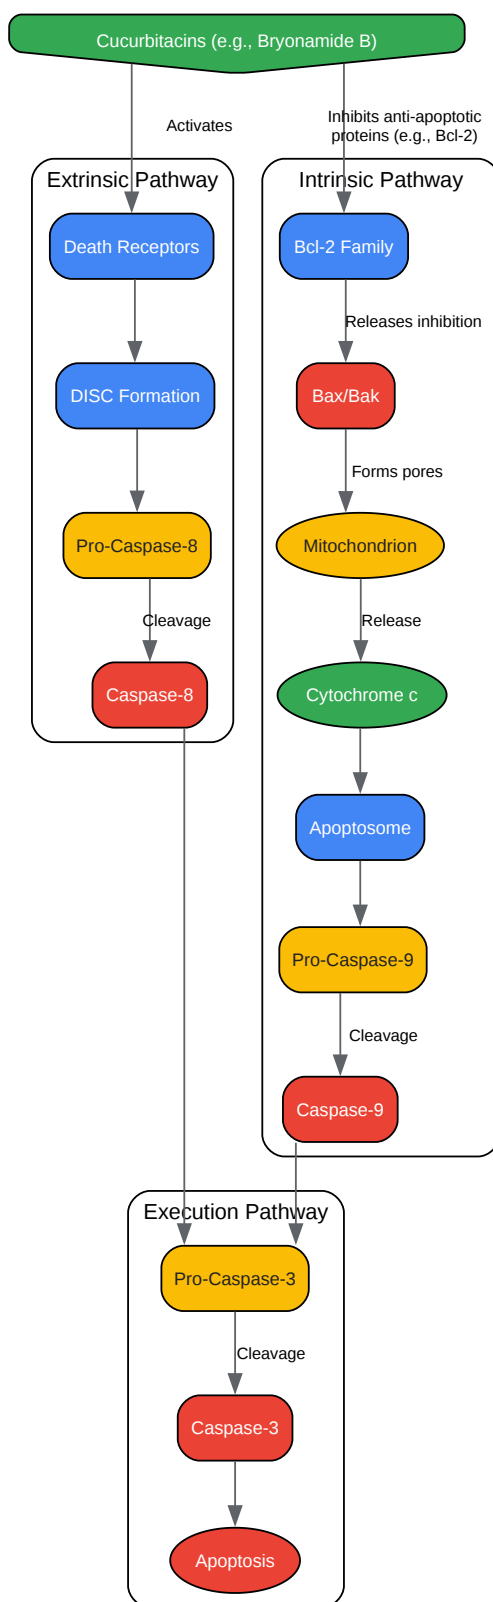 Cucurbitacins (e.g., Bryonamide B)
Activates
Inhibits anti-apoptotic
proteins (e.g., Bcl-2)
Extrinsic Pathway
Death Receptors
DISC Formation
Pro-Caspase-8
Cleavage
Caspase-8
Intrinsic Pathway
Bcl-2 Family
Releases inhibition
Bax/Bak
Forms pores
Mitochondrion
Release
Cytochrome c
Apoptosome
Pro-Caspase-9
Cleavage
Caspase-9
Execution Pathway
Pro-Caspase-3
Cleavage
Caspase-3
Apoptosis